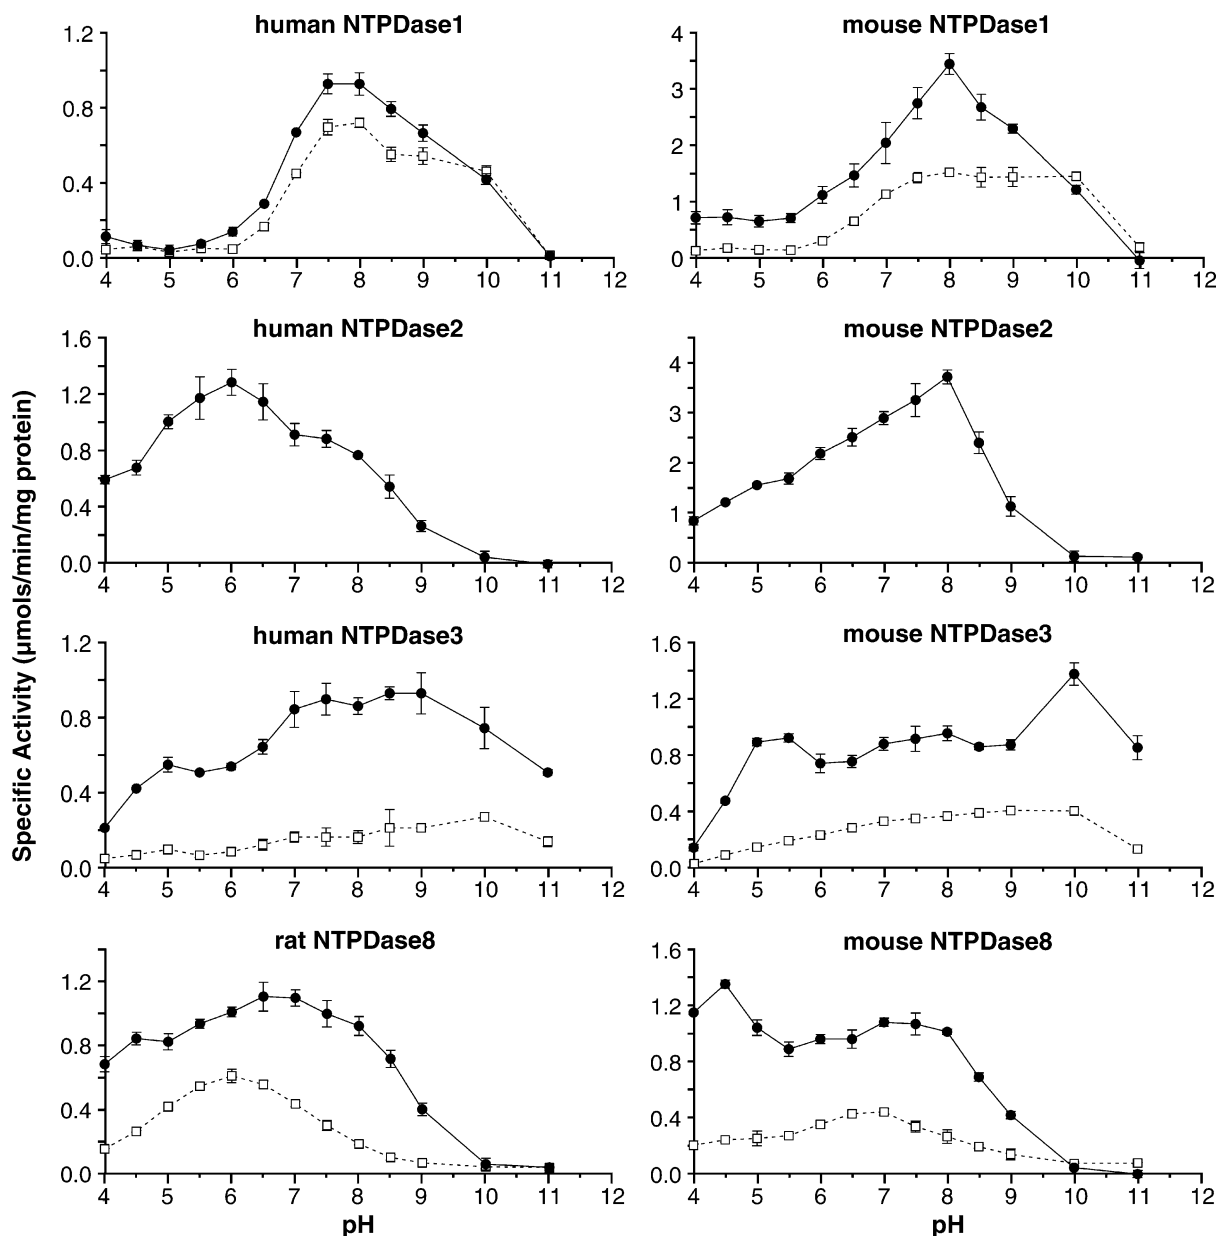 human NTPDase1
1.2
0.8
0.4
0.0
4 5 6 7 8 9 10 11 12
mouse NTPDase1
4
3
2
1
0
4 5 6 7 8 9 10 11 12
human NTPDase2
1.6
1.2
0.8
0.4
0.0
4 5 6 7 8 9 10 11 12
mouse NTPDase2
4
3
2
1
0
4 5 6 7 8 9 10 11 12
Specific Activity (µmols/min/mg protein)
human NTPDase3
1.2
0.8
0.4
0.0
4 5 6 7 8 9 10 11 12
mouse NTPDase3
1.6
1.2
0.8
0.4
0.0
4 5 6 7 8 9 10 11 12
rat NTPDase8
1.2
0.8
0.4
0.0
4 5 6 7 8 9 10 11 12
pH
mouse NTPDase8
1.6
1.2
0.8
0.4
0.0
4 5 6 7 8 9 10 11 12
pH